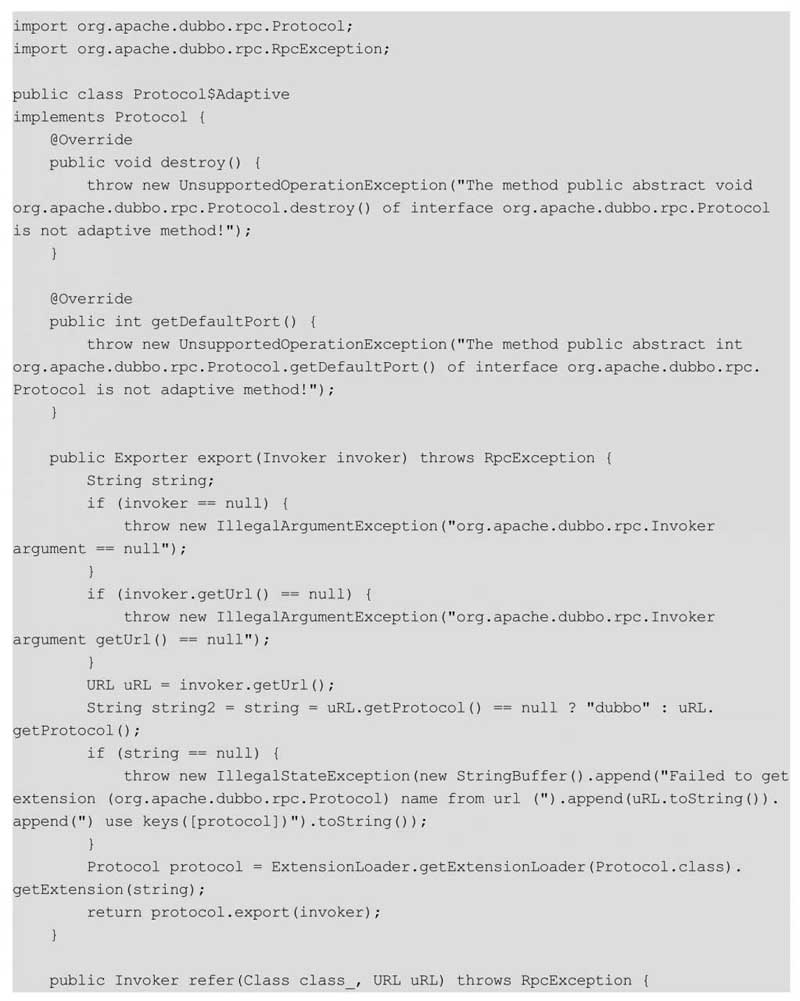 import org.apache.dubbo.rpc.Protocol;
import org.apache.dubbo.rpc.RpcException;

public class Protocol$Adaptive
implements Protocol {
    @Override
    public void destroy() {
        throw new UnsupportedOperationException("The method public abstract void
org.apache.dubbo.rpc.Protocol.destroy() of interface org.apache.dubbo.rpc.Protocol
is not adaptive method!");
    }

    @Override
    public int getDefaultPort() {
        throw new UnsupportedOperationException("The method public abstract int
org.apache.dubbo.rpc.Protocol.getDefaultPort() of interface org.apache.dubbo.rpc.
Protocol is not adaptive method!");
    }

    public Exporter export(Invoker invoker) throws RpcException {
        String string;
        if (invoker == null) {
            throw new IllegalArgumentException("org.apache.dubbo.rpc.Invoker
argument == null");
        }
        if (invoker.getUrl() == null) {
            throw new IllegalArgumentException("org.apache.dubbo.rpc.Invoker
argument getUrl() == null");
        }
        URL uRL = invoker.getUrl();
        String string2 = string = uRL.getProtocol() == null ? "dubbo" : uRL.
getProtocol();
        if (string == null) {
            throw new IllegalStateException(new StringBuffer().append("Failed to get
extension (org.apache.dubbo.rpc.Protocol) name from url (").append(uRL.toString()).
append(") use keys([protocol])").toString());
        }
        Protocol protocol = ExtensionLoader.getExtensionLoader(Protocol.class).
getExtension(string);
        return protocol.export(invoker);
    }

    public Invoker refer(Class class_, URL uRL) throws RpcException {